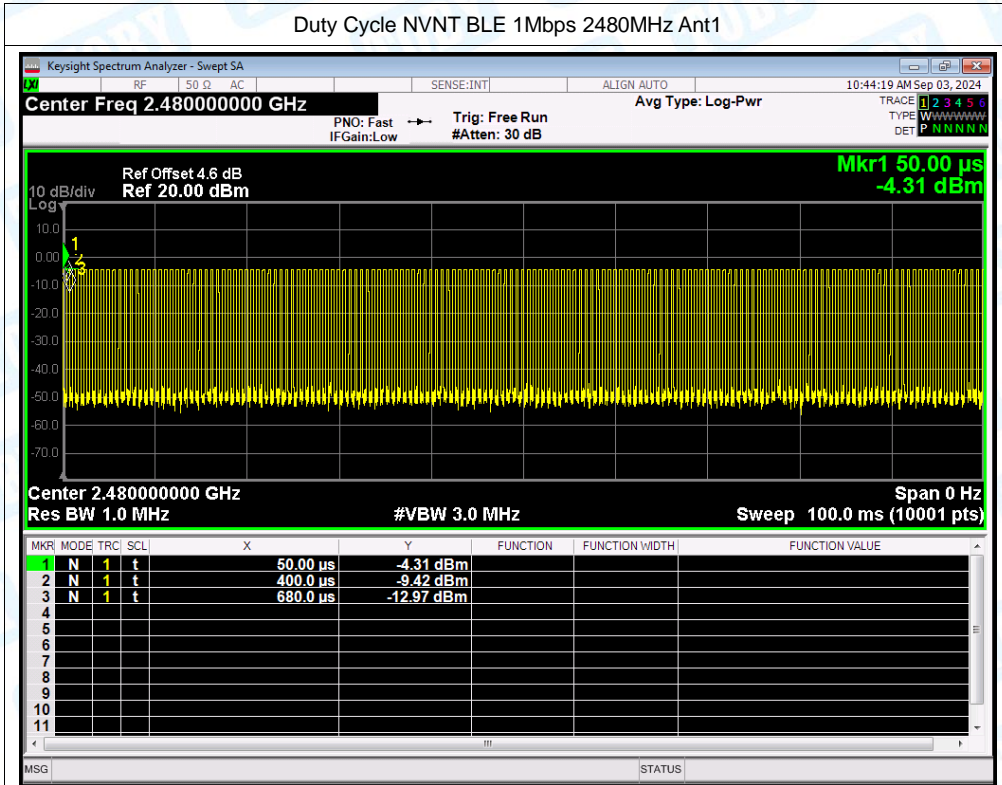 Duty Cycle NVNT BLE 1Mbps 2480MHz Ant1
Keysight Spectrum Analyzer - Swept SA
LXI RF 50 Ω AC SENSE:INT ALIGN AUTO 10:44:19 AM Sep 03, 2024
Center Freq 2.480000000 GHz Avg Type: Log-Pwr TRACE 1 2 3 4 5 6
PNO: Fast Trig: Free Run TYPE WWWWWW
IFGain:Low #Atten: 30 dB DET P N N N N N
Mkr1 50.00 µs
Ref Offset 4.6 dB
10 dB/div Ref 20.00 dBm -4.31 dBm
Log
10.0
1
0.00
2
3
-10.0
-20.0
-30.0
-40.0
-50.0
-60.0
-70.0
Center 2.480000000 GHz Span 0 Hz
Res BW 1.0 MHz #VBW 3.0 MHz Sweep 100.0 ms (10001 pts)
MKR MODE TRC SCL X Y FUNCTION FUNCTION WIDTH FUNCTION VALUE
1 N 1 t 50.00 µs -4.31 dBm
2 N 1 t 400.0 µs -9.42 dBm
3 N 1 t 680.0 µs -12.97 dBm
4
5
6
7
8
9
10
11
MSG STATUS